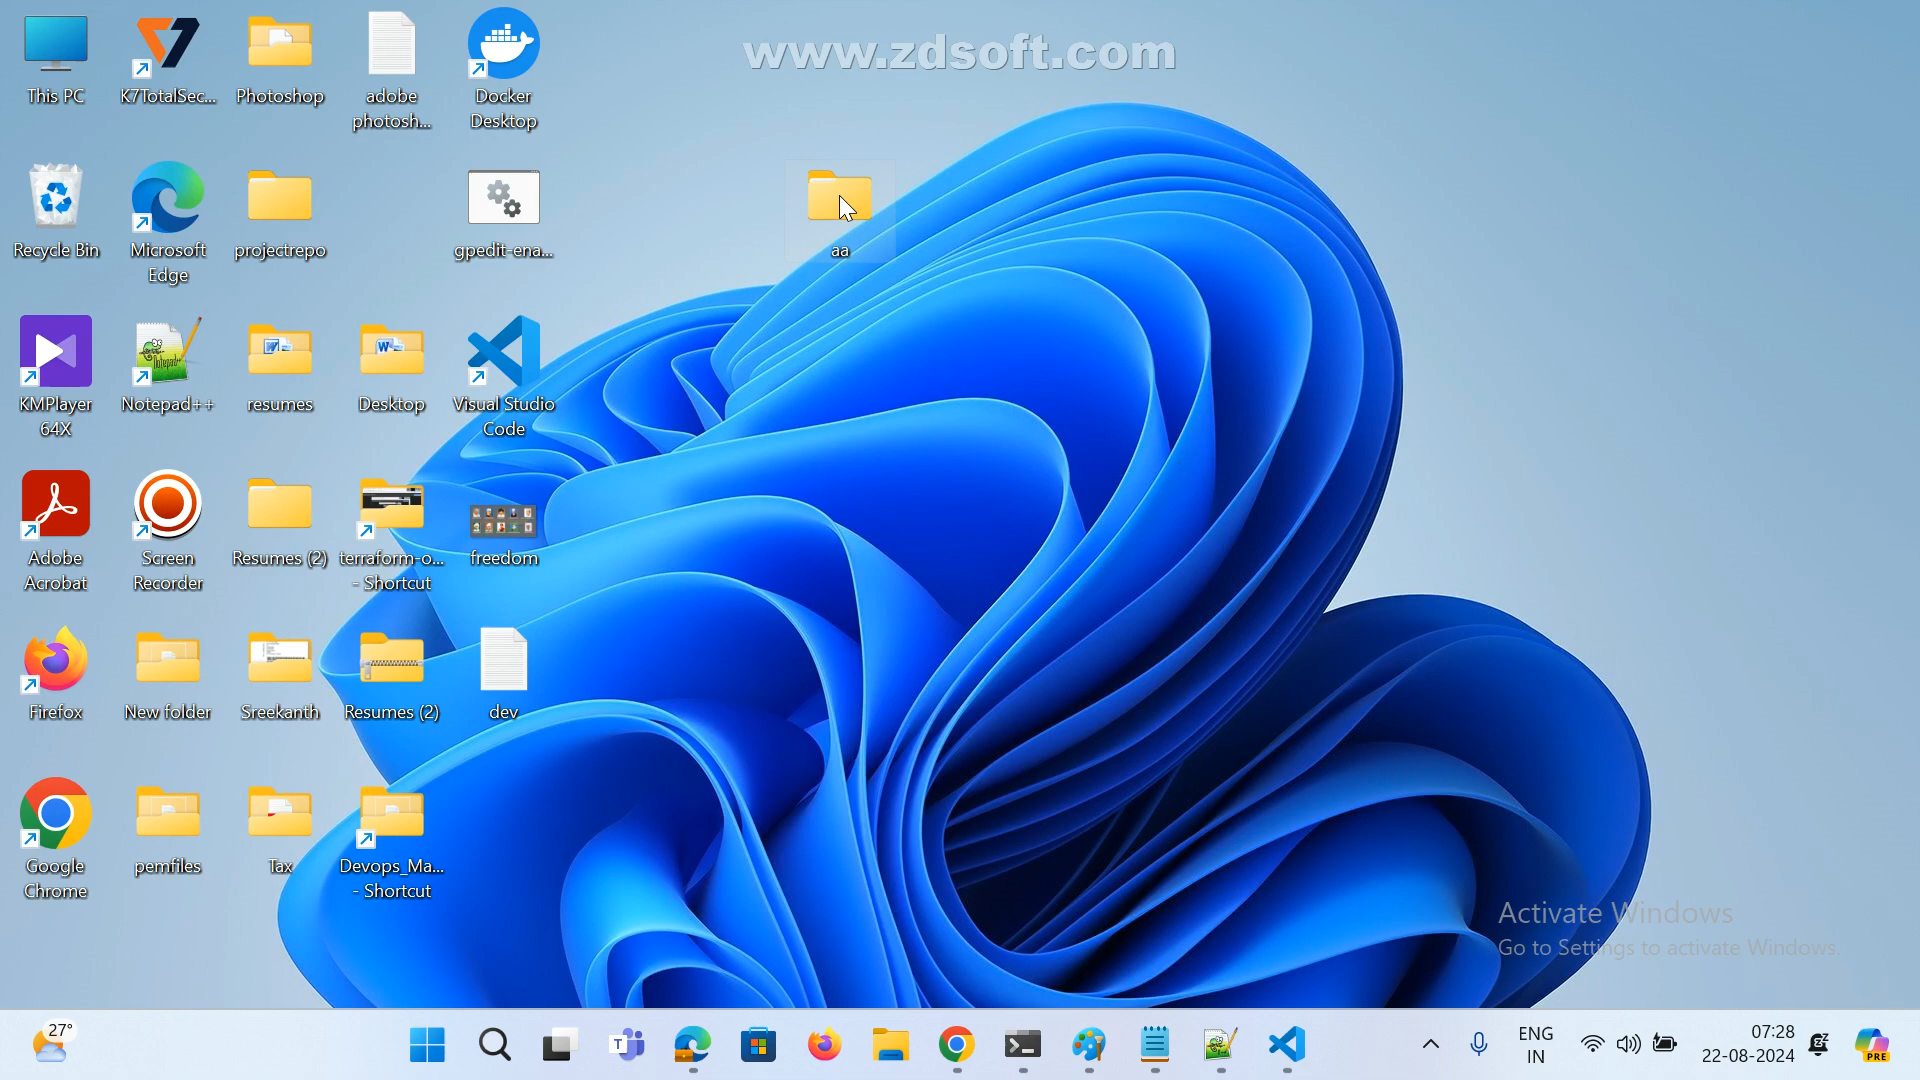 www.zdsoft.com
This PC
K7TotalSec...
Photoshop
adobe
photosh...
Docker
Desktop
Recycle Bin
Microsoft
Edge
projectrepo
gpedit-ena...
aa
KMPlayer
64X
Notepad++
resumes
Desktop
Visual Studio
Code
Adobe
Acrobat
Screen
Recorder
Resumes (2)
terraform-o...
- Shortcut
freedom
Firefox
New folder
Sreekanth
Resumes (2)
dev
Google
Chrome
pemfiles
Tax
Devops_Ma...
- Shortcut
Activate Windows
Go to Settings to activate Windows.
27°
ENG
IN
07:28
22-08-2024
PRE